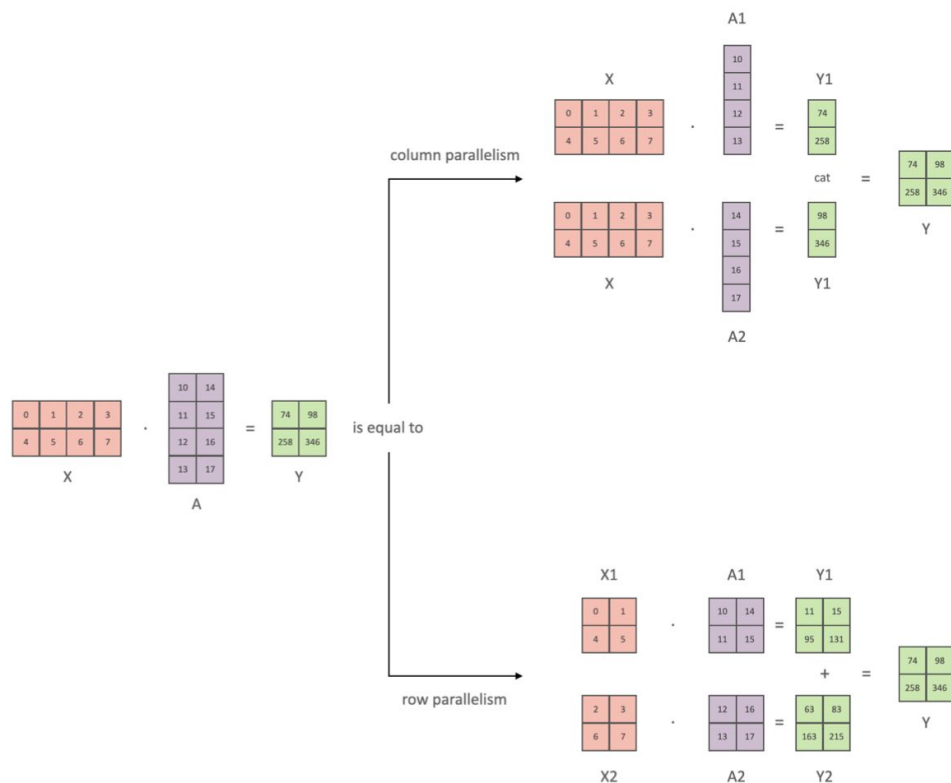 A1
10
11
12
13
X
0 1 2 3
4 5 6 7
·
=
Y1
74
258
column parallelism
cat
=
74 98
258 346
Y
0 1 2 3
4 5 6 7
X
·
14
15
16
17
A2
=
98
346
Y1
0 1 2 3
4 5 6 7
X
·
10 14
11 15
12 16
13 17
A
=
74 98
258 346
Y
is equal to
row parallelism
X1
0 1
4 5
·
A1
10 14
11 15
=
Y1
11 15
95 131
+
=
74 98
258 346
Y
2 3
6 7
X2
·
12 16
13 17
A2
=
63 83
163 215
Y2